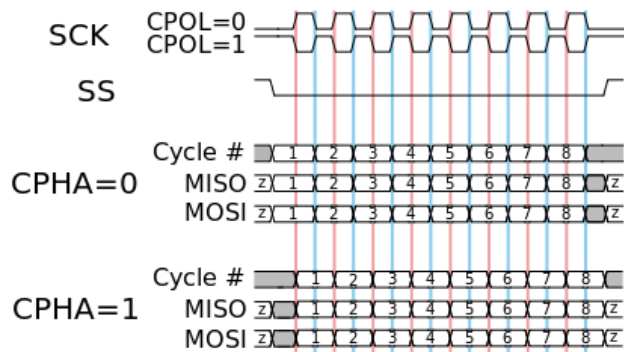 SCK CPOL=0
CPOL=1
SS
Cycle # 1 2 3 4 5 6 7 8
CPHA=0 MISO z 1 2 3 4 5 6 7 8 z
MOSI z 1 2 3 4 5 6 7 8 z
Cycle # 1 2 3 4 5 6 7 8
CPHA=1 MISO z 1 2 3 4 5 6 7 8 z
MOSI z 1 2 3 4 5 6 7 8 z